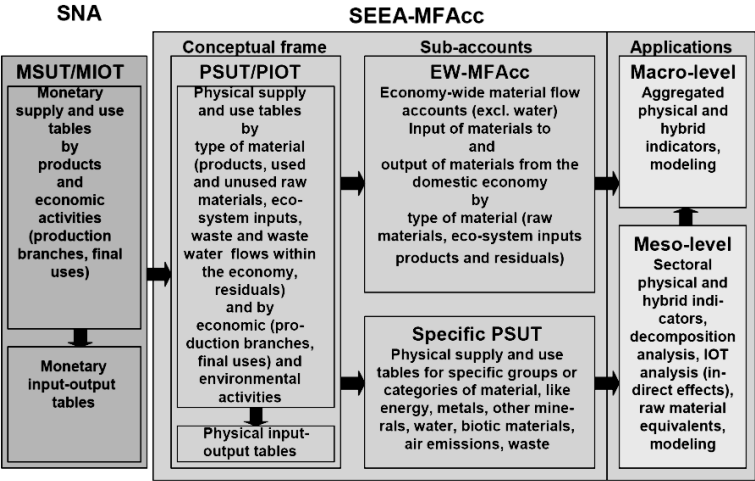 SNA
SEEA-MFAcc
MSUT/MIOT
Monetary
supply and use
tables
by
products
and
economic
activities
(production
branches, final
uses)
Monetary
input-output
tables
Conceptual frame
PSUT/PIOT
Physical supply
and use tables
by
type of material
(products, used
and unused raw
materials, eco-
system inputs,
waste and waste
water flows within
the economy,
residuals)
and by
economic (pro-
duction branches,
final uses) and
environmental
activities
Physical input-
output tables
Sub-accounts
EW-MFAcc
Economy-wide material flow
accounts (excl. water)
Input of materials to
and
output of materials from the
domestic economy
by
type of material (raw
materials, eco-system inputs
products and residuals)
Specific PSUT
Physical supply and use
tables for specific groups or
categories of material, like
energy, metals, other mine-
rals, water, biotic materials,
air emissions, waste
Applications
Macro-level
Aggregated
physical and
hybrid
indicators,
modeling
Meso-level
Sectoral
physical and
hybrid indi-
cators,
decomposition
analysis, IOT
analysis (in-
direct effects),
raw material
equivalents,
modeling